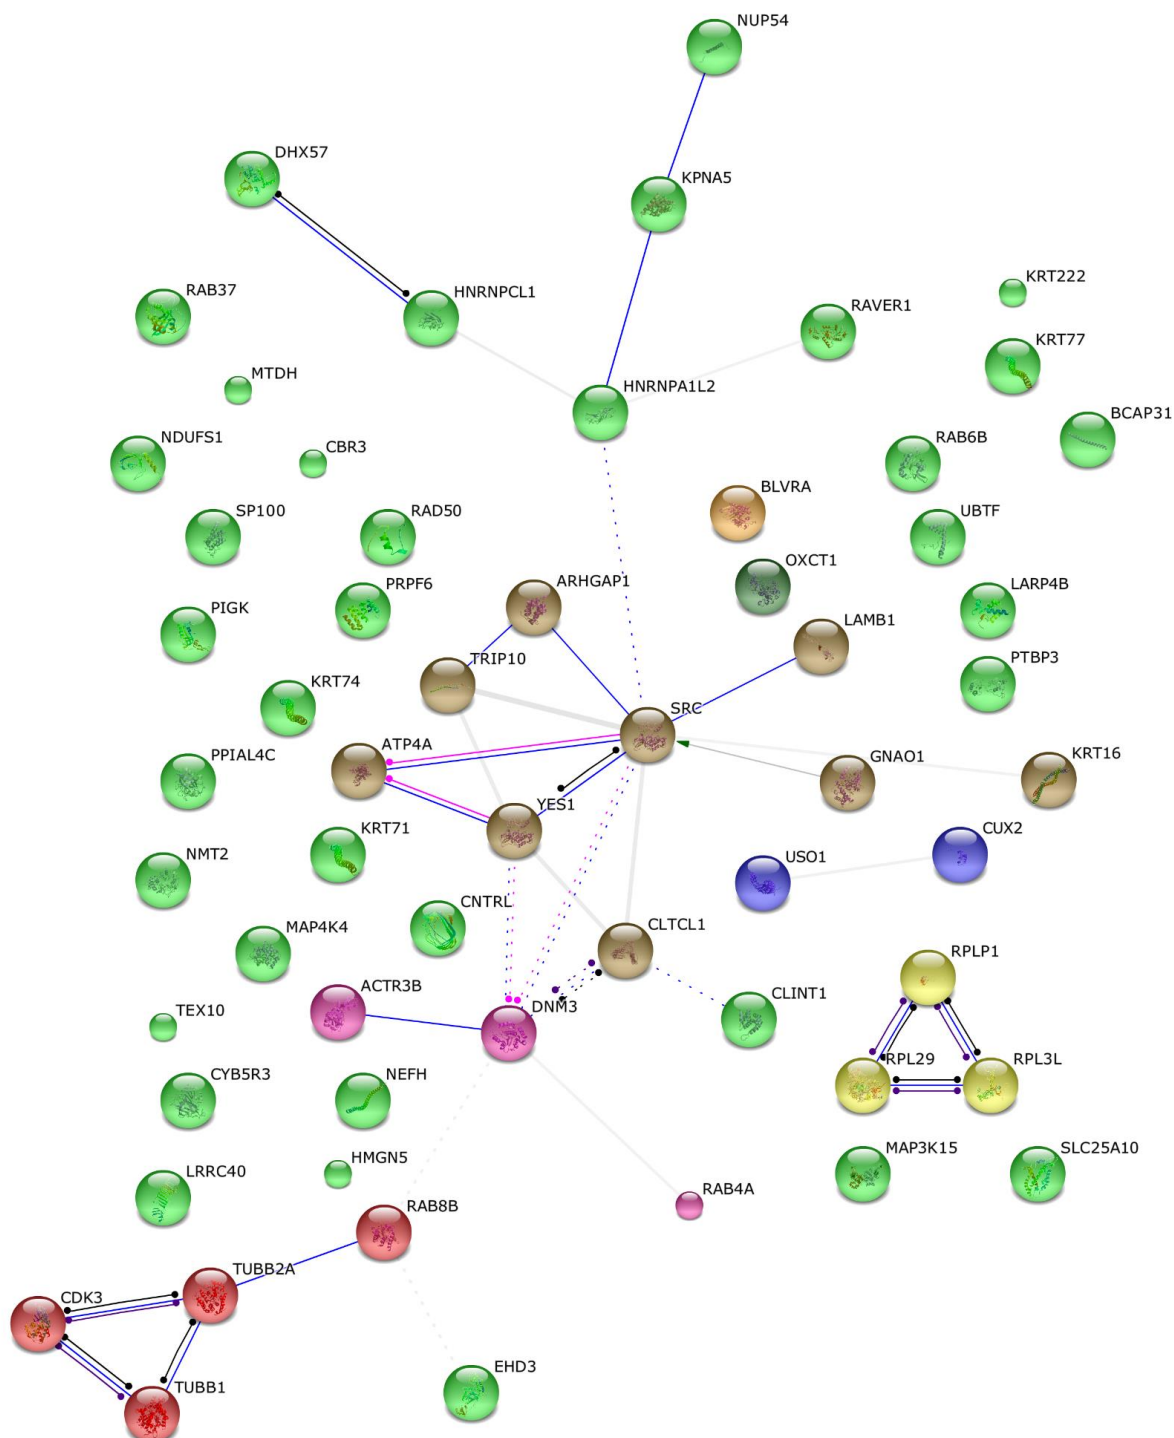 NUP54
DHX57
KPNA5
RAB37
HNRNPCL1
KRT222
RAVER1
KRT77
MTDH
HNRNPA1L2
BCAP31
NDUFS1
CBR3
RAB6B
BLVRA
SP100
RAD50
UBTF
OXCT1
ARHGAP1
PRPF6
LARP4B
PIGK
LAMB1
TRIP10
PTBP3
KRT74
SRC
ATP4A
PPIAL4C
GNAO1
KRT16
YES1
KRT71
CUX2
NMT2
USO1
CNTRL
MAP4K4
CLTCL1
RPLP1
ACTR3B
CLINT1
TEX10
DNM3
RPL29
RPL3L
CYB5R3
NEFH
HMGN5
MAP3K15
SLC25A10
LRRC40
RAB4A
RAB8B
TUBB2A
CDK3
EHD3
TUBB1